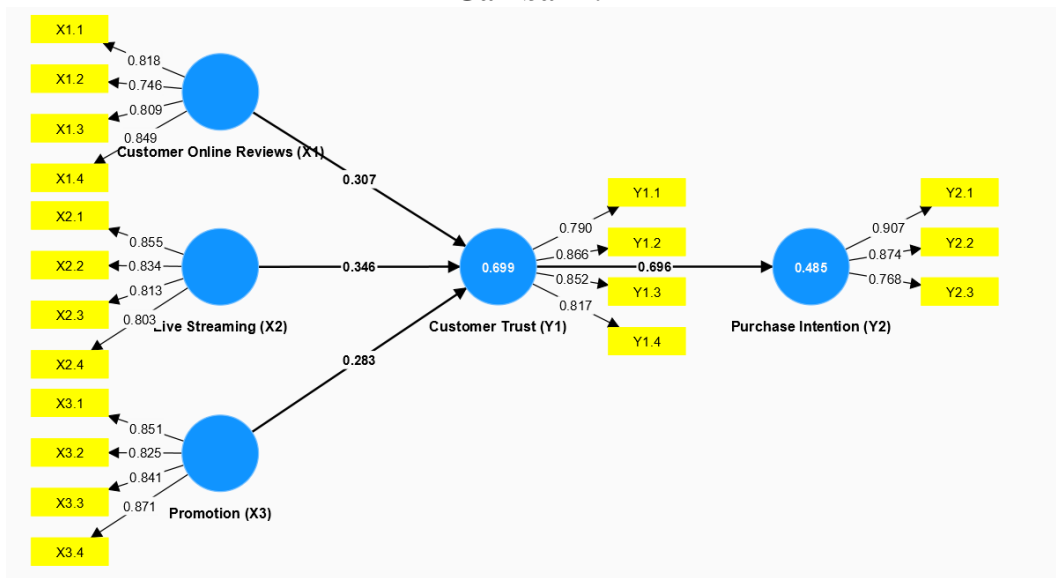 X1.1
0.818
X1.2
0.746
X1.3
0.809
X1.4
0.849
Customer Online Reviews (X1)
0.307
X2.1
0.855
X2.2
0.834
X2.3
0.813
X2.4
0.803
Live Streaming (X2)
0.346
X3.1
0.851
X3.2
0.825
X3.3
0.841
X3.4
0.871
Promotion (X3)
0.283
0.699
Customer Trust (Y1)
Y1.1
0.790
Y1.2
0.866
Y1.3
0.852
Y1.4
0.817
0.696
0.485
Purchase Intention (Y2)
Y2.1
0.907
Y2.2
0.874
Y2.3
0.768